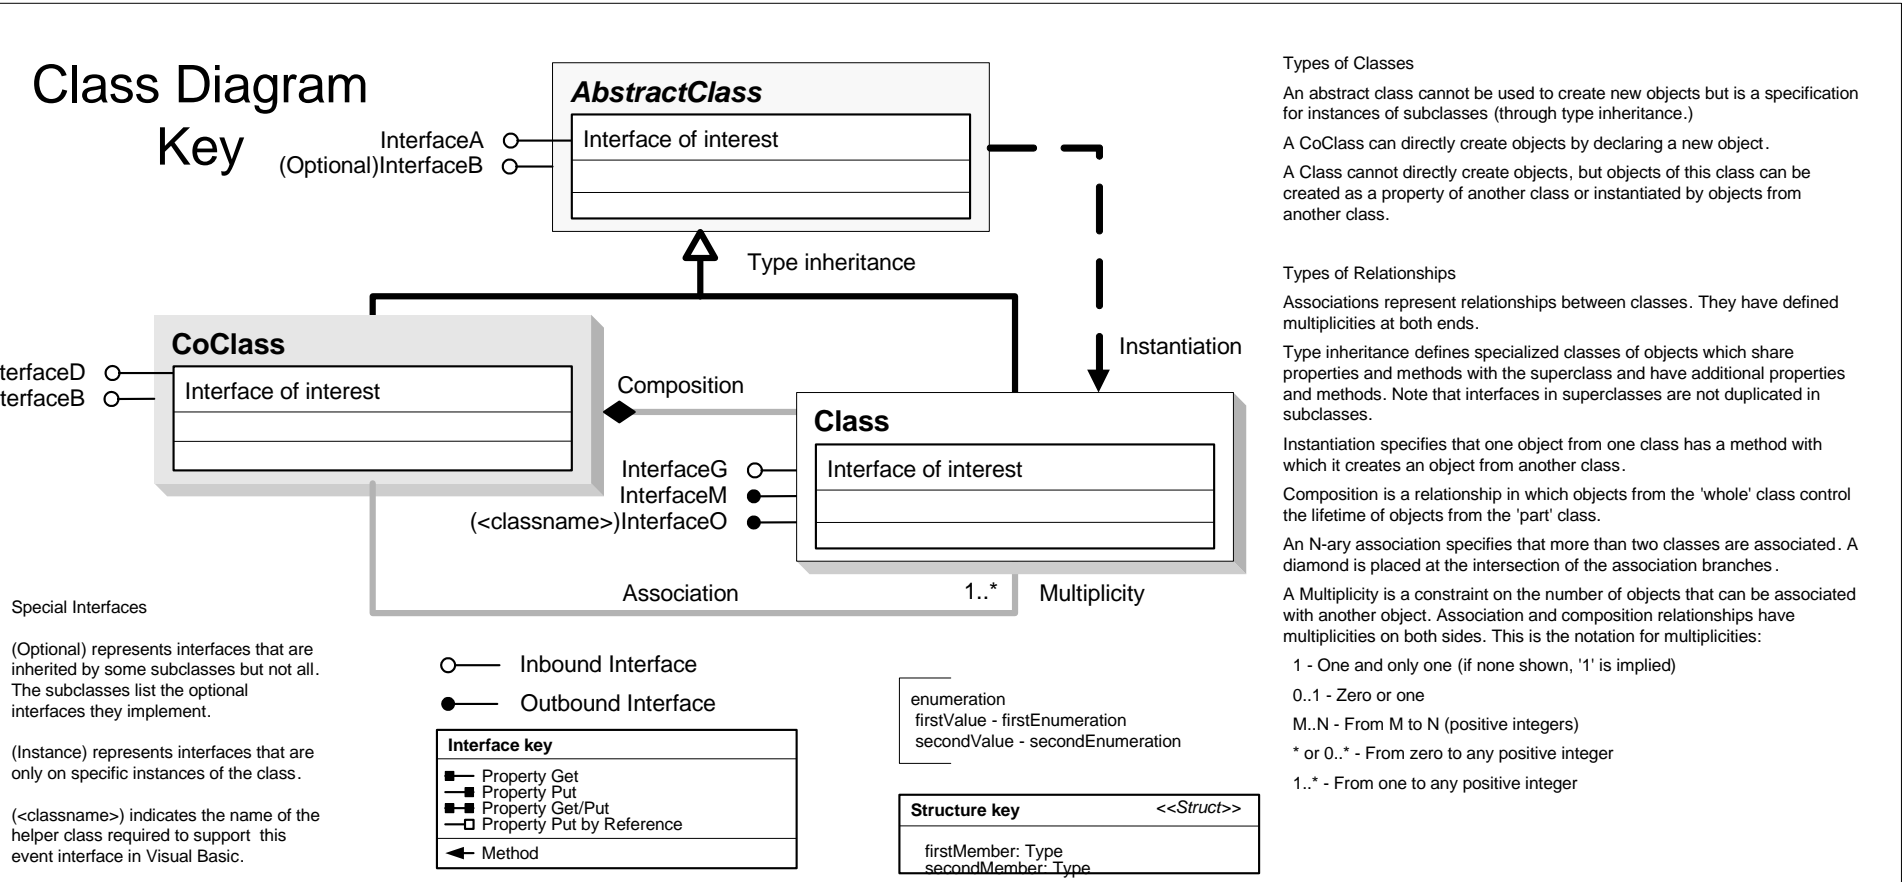 Class Diagram
Key
AbstractClass
Interface of interest
InterfaceA
(Optional)InterfaceB
Type inheritance
CoClass
Interface of interest
terfaceD
terfaceB
Composition
Instantiation
Class
Interface of interest
InterfaceG
InterfaceM
(<classname>)InterfaceO
Association
1..*
Multiplicity
Special Interfaces
(Optional) represents interfaces that are
inherited by some subclasses but not all.
The subclasses list the optional
interfaces they implement.
(Instance) represents interfaces that are
only on specific instances of the class.
(<classname>) indicates the name of the
helper class required to support this
event interface in Visual Basic.
Inbound Interface
Outbound Interface
Interface key
Property Get
Property Put
Property Get/Put
Property Put by Reference
Method
enumeration
firstValue - firstEnumeration
secondValue - secondEnumeration
Structure key <<Struct>>
firstMember: Type
secondMember: Type
Types of Classes
An abstract class cannot be used to create new objects but is a specification
for instances of subclasses (through type inheritance.)
A CoClass can directly create objects by declaring a new object.
A Class cannot directly create objects, but objects of this class can be
created as a property of another class or instantiated by objects from
another class.
Types of Relationships
Associations represent relationships between classes. They have defined
multiplicities at both ends.
Type inheritance defines specialized classes of objects which share
properties and methods with the superclass and have additional properties
and methods. Note that interfaces in superclasses are not duplicated in
subclasses.
Instantiation specifies that one object from one class has a method with
which it creates an object from another class.
Composition is a relationship in which objects from the 'whole' class control
the lifetime of objects from the 'part' class.
An N-ary association specifies that more than two classes are associated. A
diamond is placed at the intersection of the association branches.
A Multiplicity is a constraint on the number of objects that can be associated
with another object. Association and composition relationships have
multiplicities on both sides. This is the notation for multiplicities:
1 - One and only one (if none shown, '1' is implied)
0..1 - Zero or one
M..N - From M to N (positive integers)
* or 0..* - From zero to any positive integer
1..* - From one to any positive integer